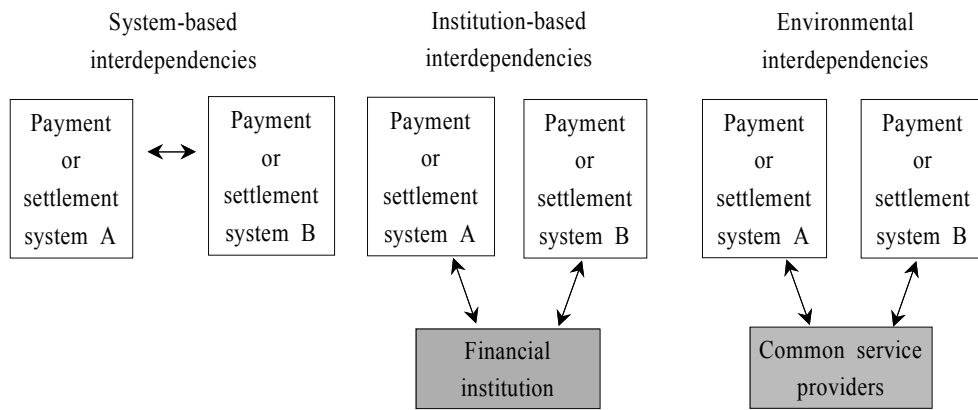 System-based
interdependencies
Payment
or
settlement
system A
Payment
or
settlement
system B
Institution-based
interdependencies
Payment
or
settlement
system A
Payment
or
settlement
system B
Financial
institution
Environmental
interdependencies
Payment
or
settlement
system A
Payment
or
settlement
system B
Common service
providers